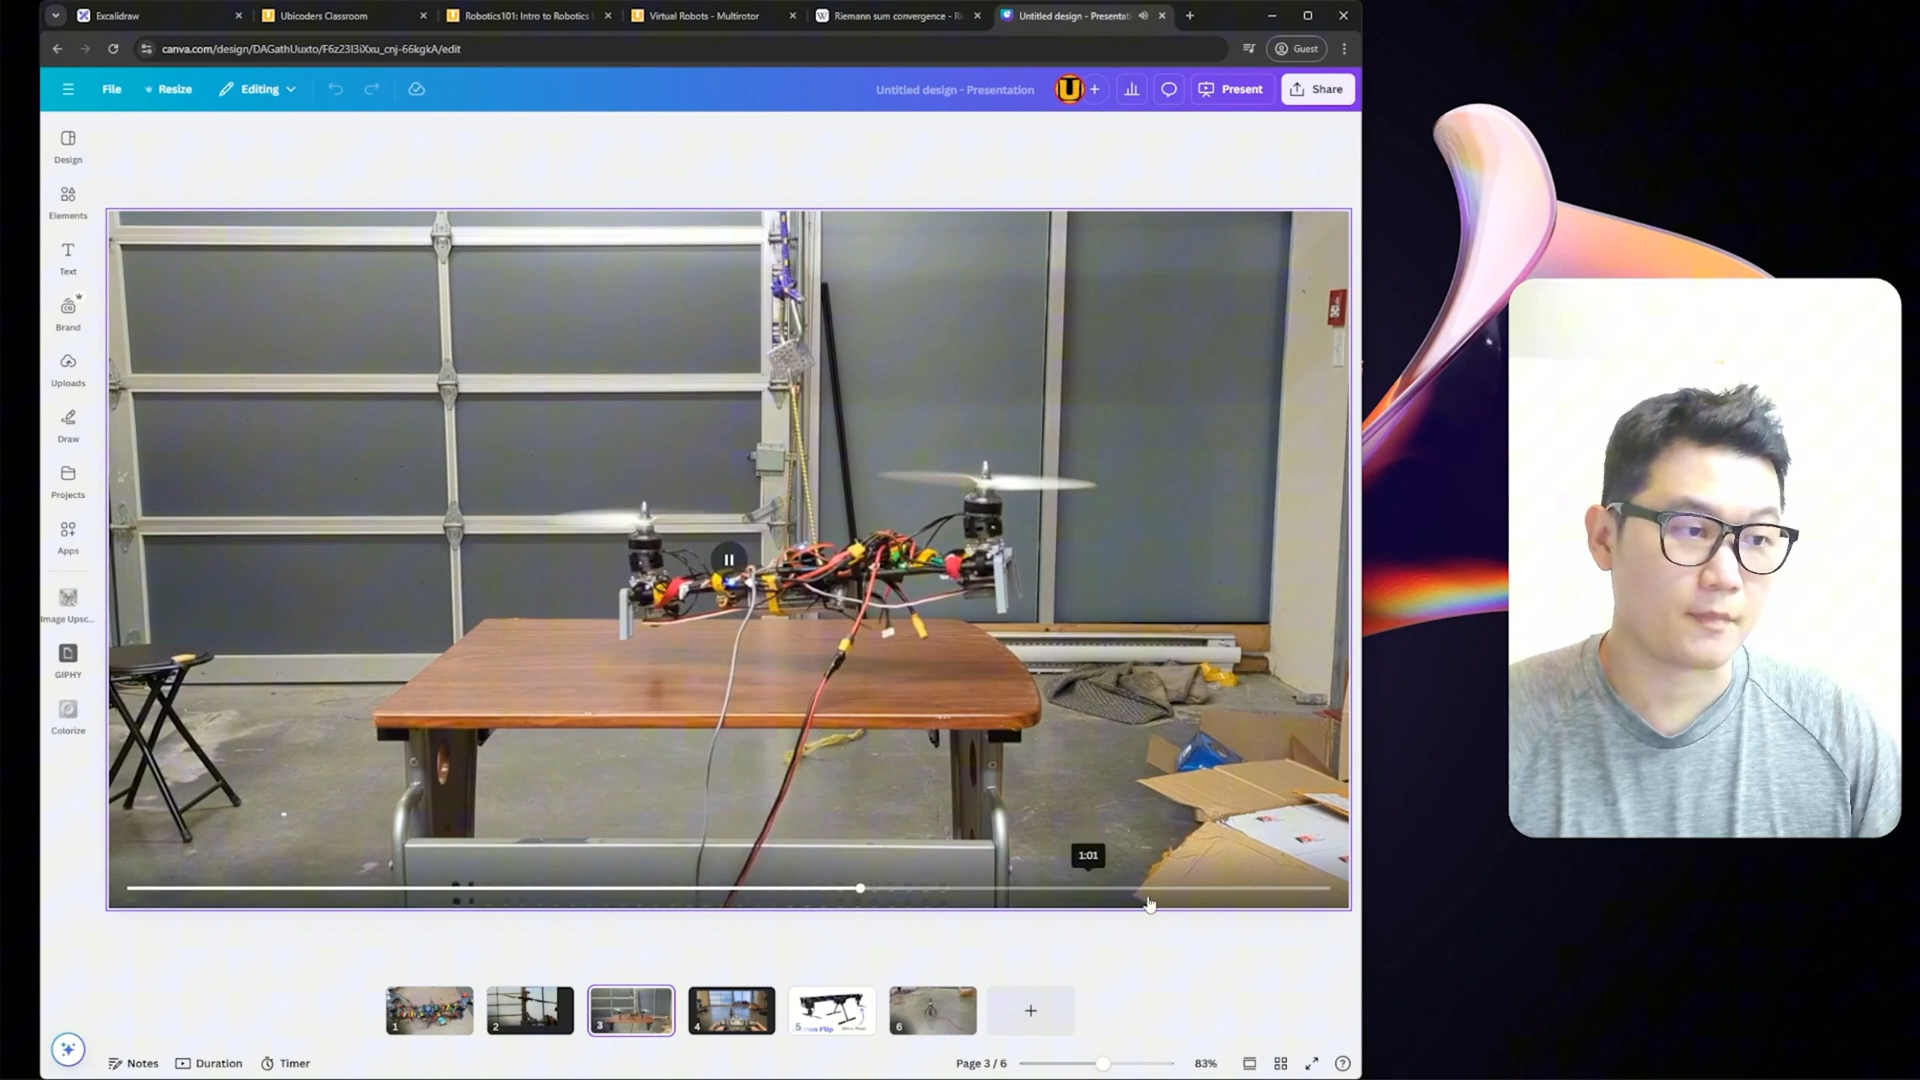 Excalidraw
Ubicoders Classroom
Robotics101: Intro to Robotics
Virtual Robots - Multirotor
Riemann sum convergence - Ri
Untitled design - Presentati
canva.com/design/DAGathUuxto/F6z23I3iXxu_cnj-66kgkA/edit
Guest
File
Resize
Editing
Untitled design - Presentation
U
Present
Share
Design
Elements
Text
Brand
Uploads
Draw
Projects
Apps
Image Upsc...
GIPHY
Colorize
1:01
1
2
3
4
5
6
Notes
Duration
Timer
Page 3 / 6
83%